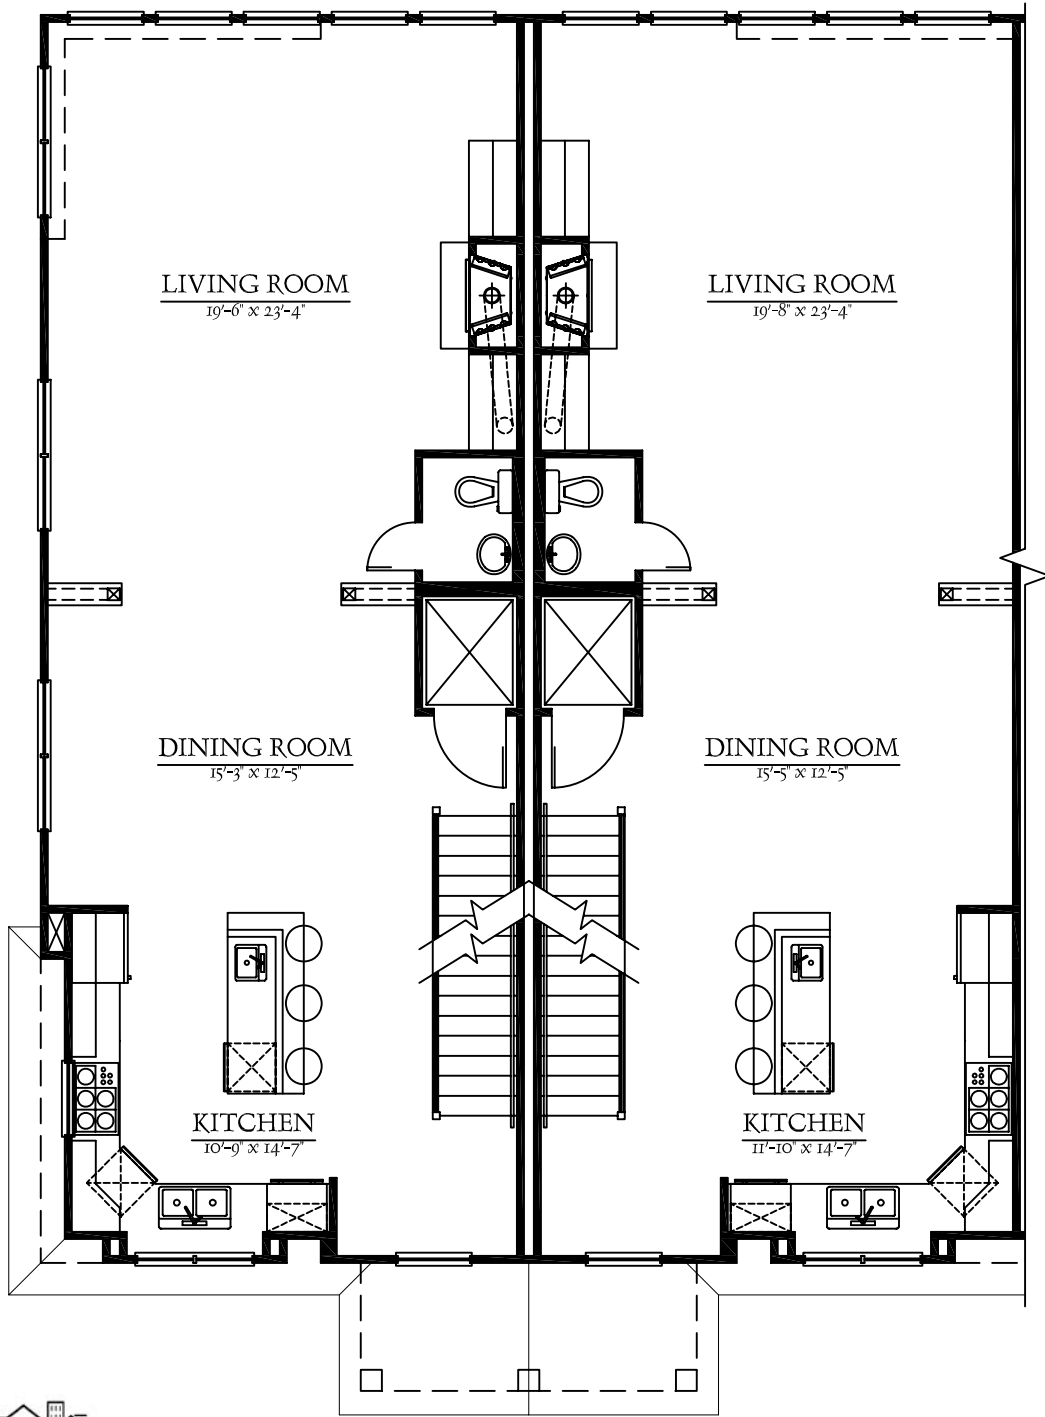 LIVING ROOM
19'-6" x 23'-4"
LIVING ROOM
19'-8" x 23'-4"
DINING ROOM
15'-3" x 12'-5"
DINING ROOM
15'-5" x 12'-5"
KITCHEN
10'-9" x 14'-7"
KITCHEN
11'-10" x 14'-7"